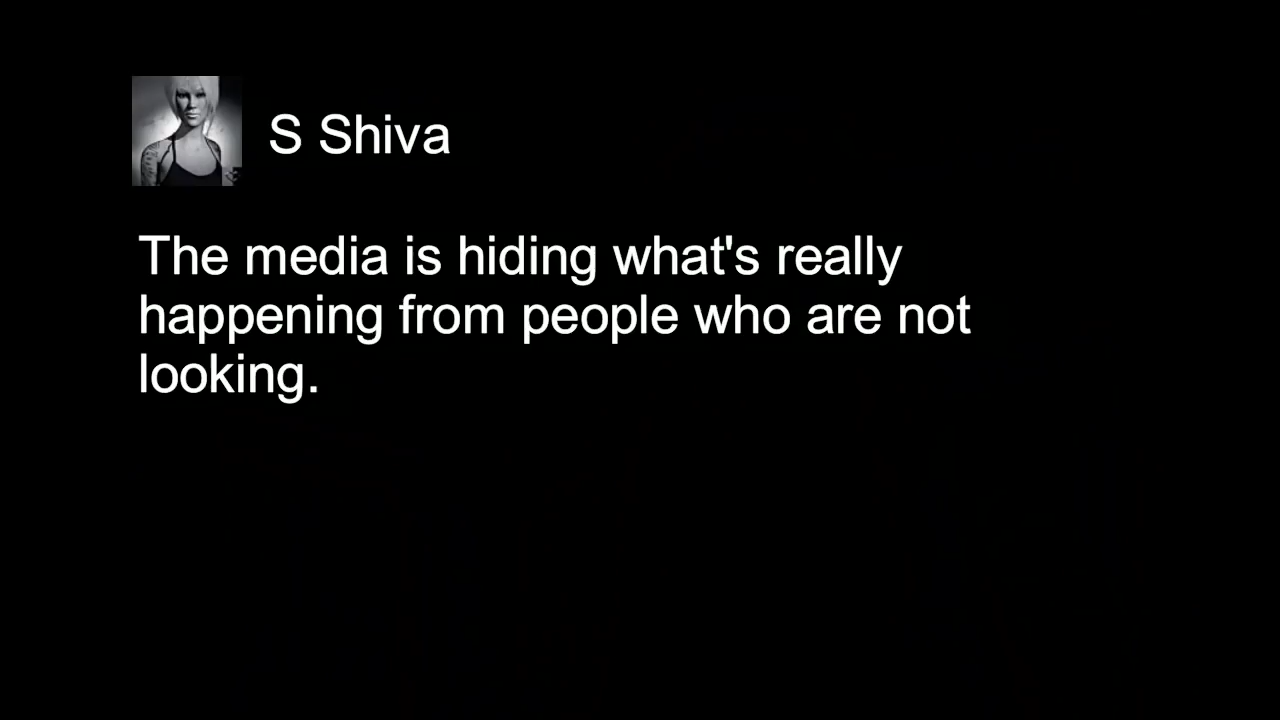 S Shiva
The media is hiding what's really
happening from people who are not
looking.